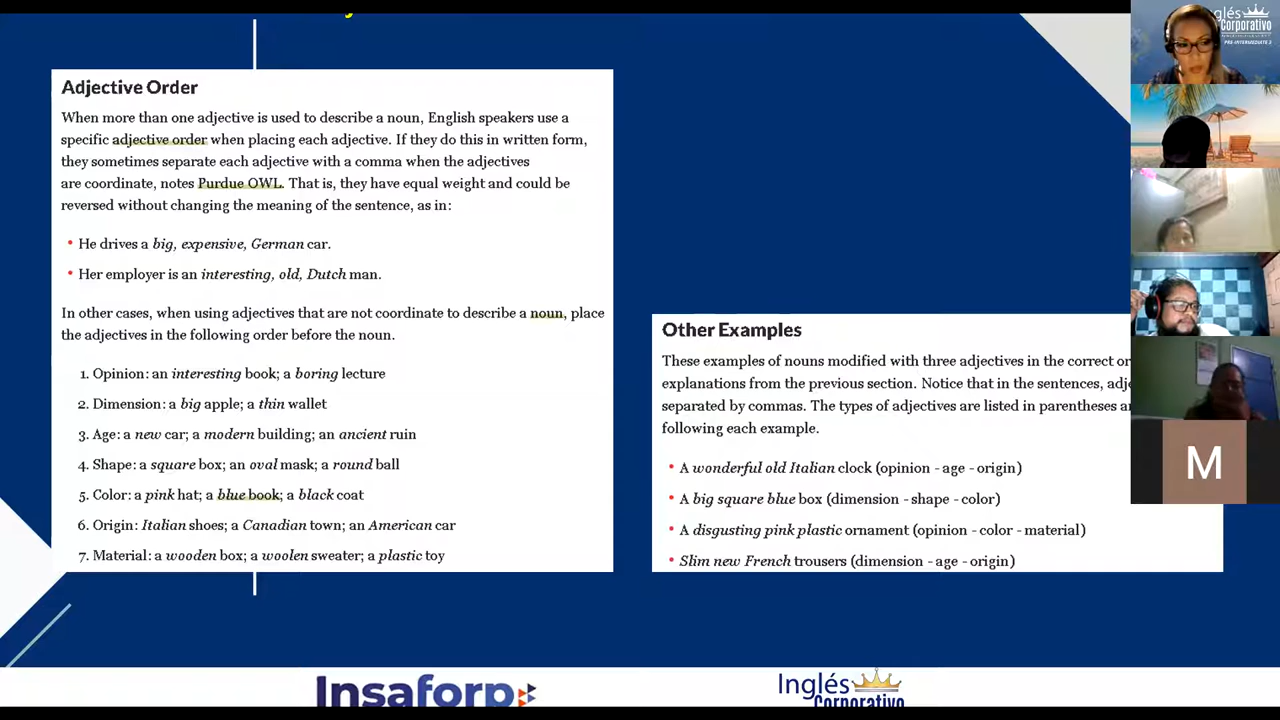 Adjective Order
When more than one adjective is used to describe a noun, English speakers use a
specific adjective order when placing each adjective. If they do this in written form,
they sometimes separate each adjective with a comma when the adjectives
are coordinate, notes Purdue OWL. That is, they have equal weight and could be
reversed without changing the meaning of the sentence, as in:
• He drives a big, expensive, German car.
• Her employer is an interesting, old, Dutch man.
In other cases, when using adjectives that are not coordinate to describe a noun, place
the adjectives in the following order before the noun.
1. Opinion: an interesting book; a boring lecture
2. Dimension: a big apple; a thin wallet
3. Age: a new car; a modern building; an ancient ruin
4. Shape: a square box; an oval mask; a round ball
5. Color: a pink hat; a blue book; a black coat
6. Origin: Italian shoes; a Canadian town; an American car
7. Material: a wooden box; a woolen sweater; a plastic toy
Other Examples
These examples of nouns modified with three adjectives in the correct
explanations from the previous section. Notice that in the sentences,
separated by commas. The types of adjectives are listed in parentheses
following each example.
• A wonderful old Italian clock (opinion - age - origin)
• A big square blue box (dimension - shape - color)
• A disgusting pink plastic ornament (opinion - color - material)
• Slim new French trousers (dimension - age - origin)
glés
Corporativo
PRE-INTERMEDIATE 2
M
Insaforp
Inglés
Corporativo